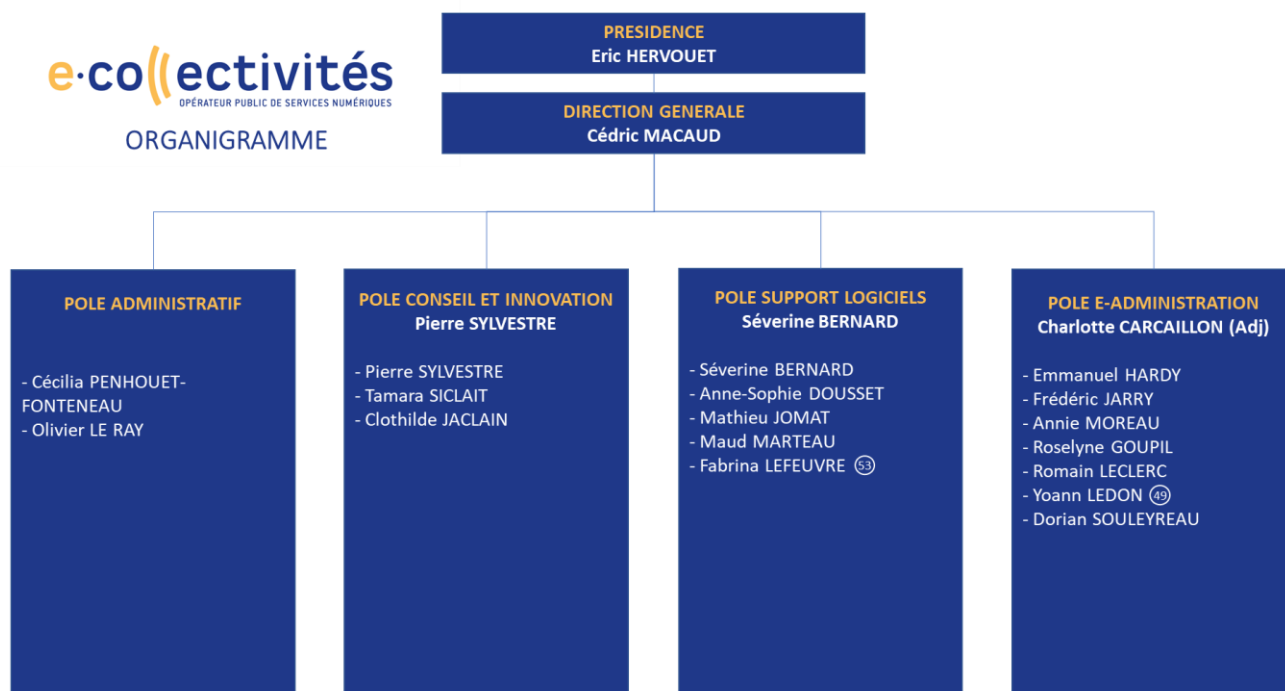 e·collectivités
OPÉRATEUR PUBLIC DE SERVICES NUMÉRIQUES
ORGANIGRAMME
PRESIDENCE
Eric HERVOUET
DIRECTION GENERALE
Cédric MACAUD
POLE ADMINISTRATIF
- Cécilia PENHOUET-
FONTENEAU
- Olivier LE RAY
POLE CONSEIL ET INNOVATION
Pierre SYLVESTRE
- Pierre SYLVESTRE
- Tamara SICLAIT
- Clothilde JACLAIN
POLE SUPPORT LOGICIELS
Séverine BERNARD
- Séverine BERNARD
- Anne-Sophie DOUSSET
- Mathieu JOMAT
- Maud MARTEAU
- Fabrina LEFEUVRE 53
POLE E-ADMINISTRATION
Charlotte CARCAILLON (Adj)
- Emmanuel HARDY
- Frédéric JARRY
- Annie MOREAU
- Roselyne GOUPIL
- Romain LECLERC
- Yoann LEDON 49
- Dorian SOULEYREAU